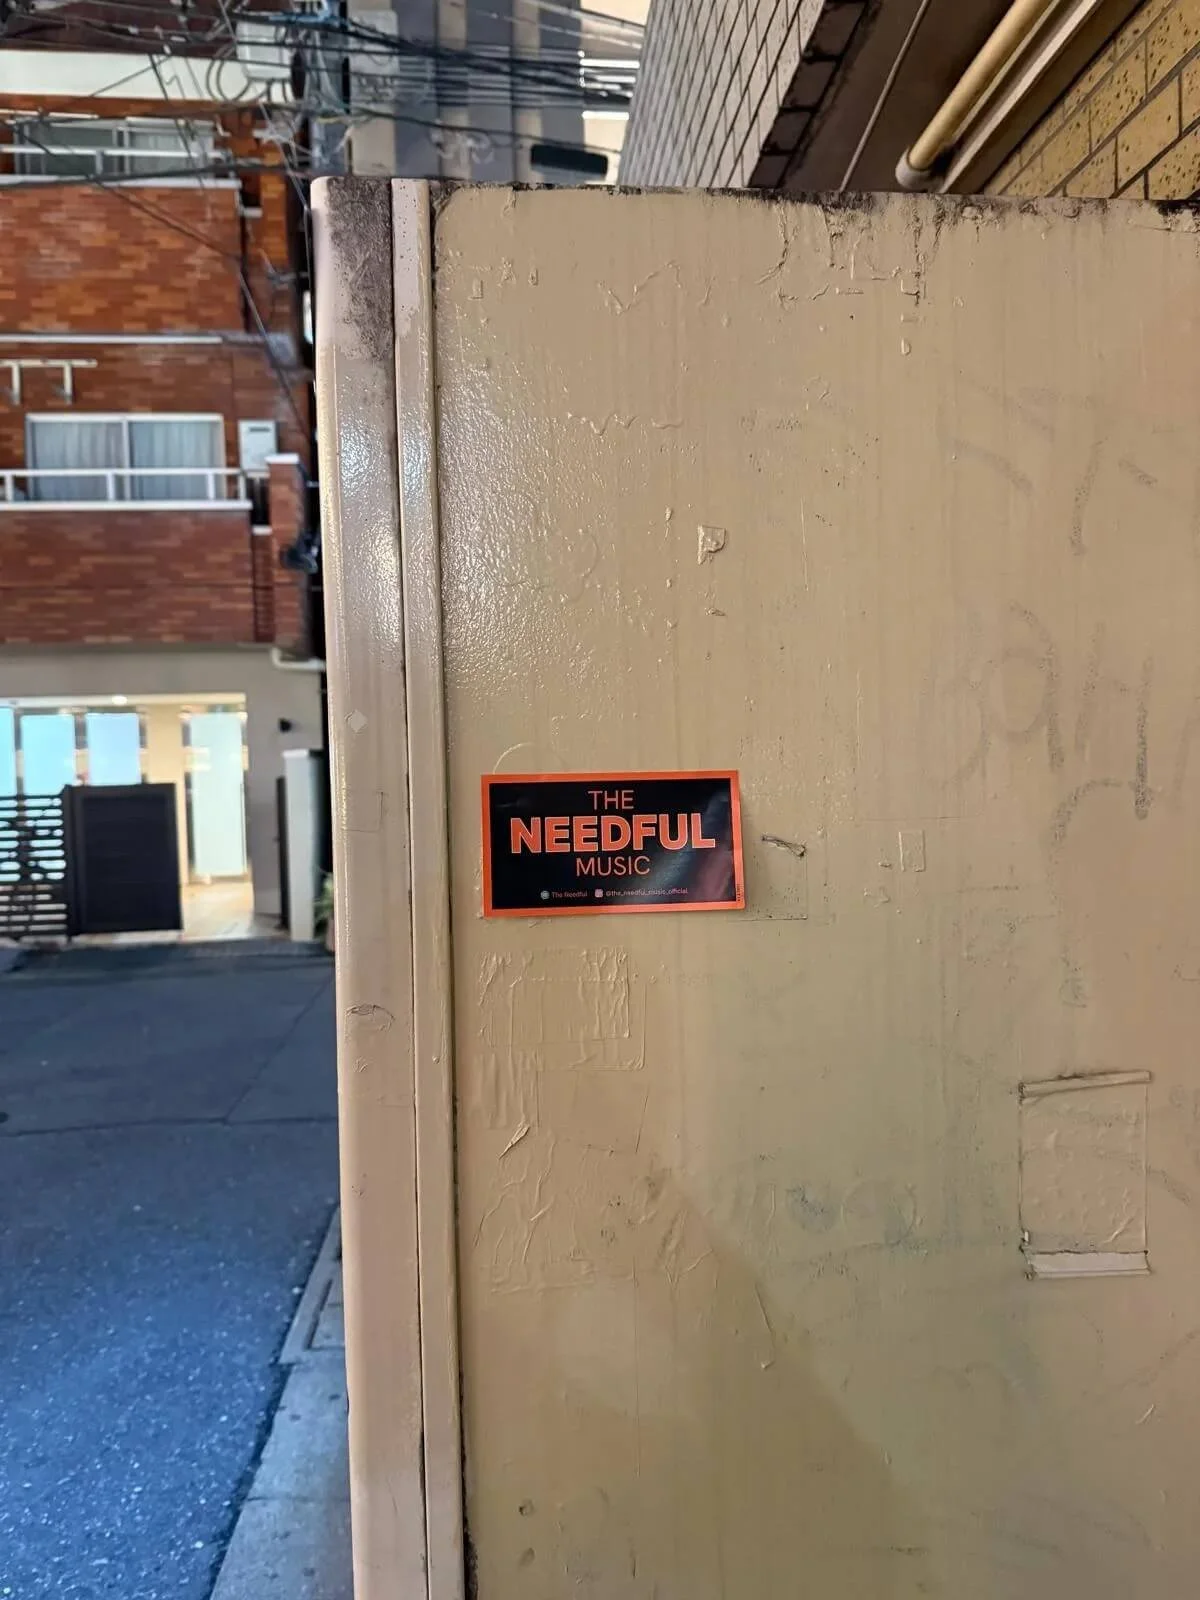 THE
NEEDFUL
MUSIC
The Needful @the_needful_music_official